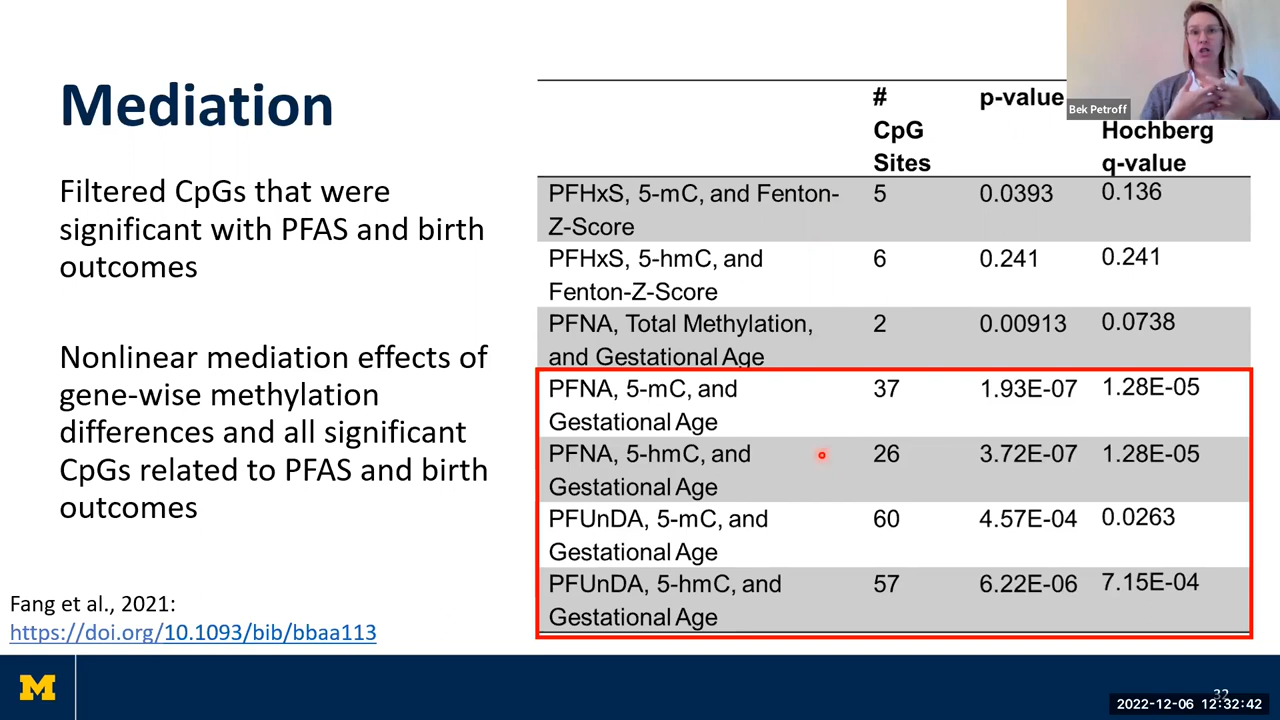 Mediation
Filtered CpGs that were
significant with PFAS and birth
outcomes
Nonlinear mediation effects of
gene-wise methylation
differences and all significant
CpGs related to PFAS and birth
outcomes
Fang et al., 2021:
https://doi.org/10.1093/bib/bbaa113
#
CpG
Sites
p-value
Hochberg
q-value
PFHxS, 5-mC, and Fenton-
Z-Score
5
0.0393
0.136
PFHxS, 5-hmC, and
Fenton-Z-Score
6
0.241
0.241
PFNA, Total Methylation,
and Gestational Age
2
0.00913
0.0738
PFNA, 5-mC, and
Gestational Age
37
1.93E-07
1.28E-05
PFNA, 5-hmC, and
Gestational Age
26
3.72E-07
1.28E-05
PFUnDA, 5-mC, and
Gestational Age
60
4.57E-04
0.0263
PFUnDA, 5-hmC, and
Gestational Age
57
6.22E-06
7.15E-04
Bek Petroff
M
32
2022-12-06 12:32:42